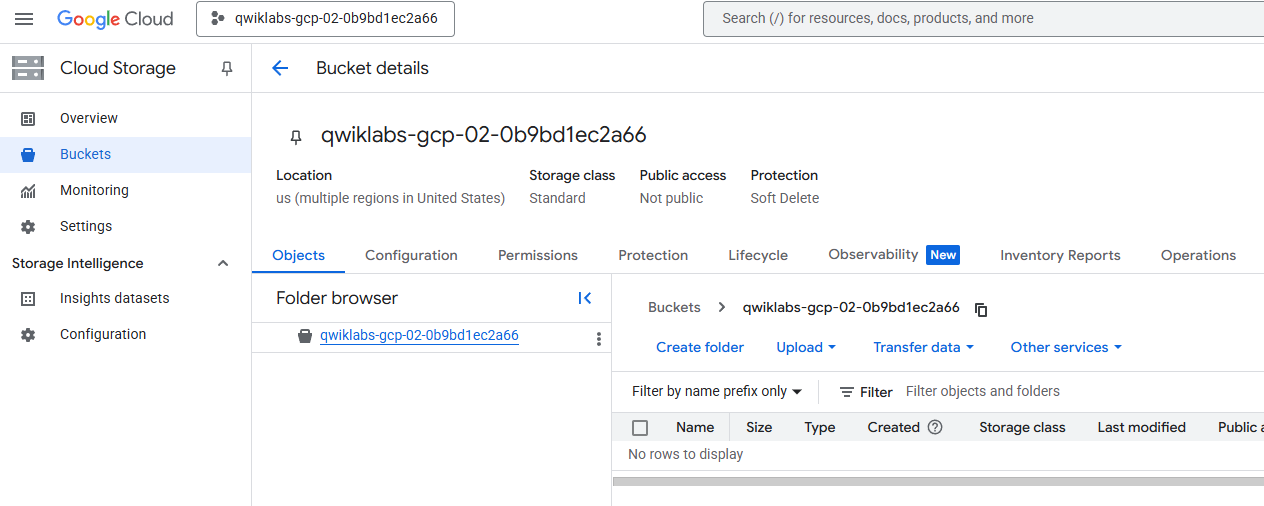 Google Cloud
qwiklabs-gcp-02-0b9bd1ec2a66
Search (/) for resources, docs, products, and more
Cloud Storage
Bucket details
Overview
Buckets
Monitoring
Settings
Storage Intelligence
Insights datasets
Configuration
qwiklabs-gcp-02-0b9bd1ec2a66
Location Storage class Public access Protection
us (multiple regions in United States) Standard Not public Soft Delete
Objects Configuration Permissions Protection Lifecycle Observability New Inventory Reports Operations
Folder browser
qwiklabs-gcp-02-0b9bd1ec2a66
Buckets > qwiklabs-gcp-02-0b9bd1ec2a66
Create folder Upload Transfer data Other services
Filter by name prefix only Filter Filter objects and folders
Name Size Type Created Storage class Last modified Public a
No rows to display